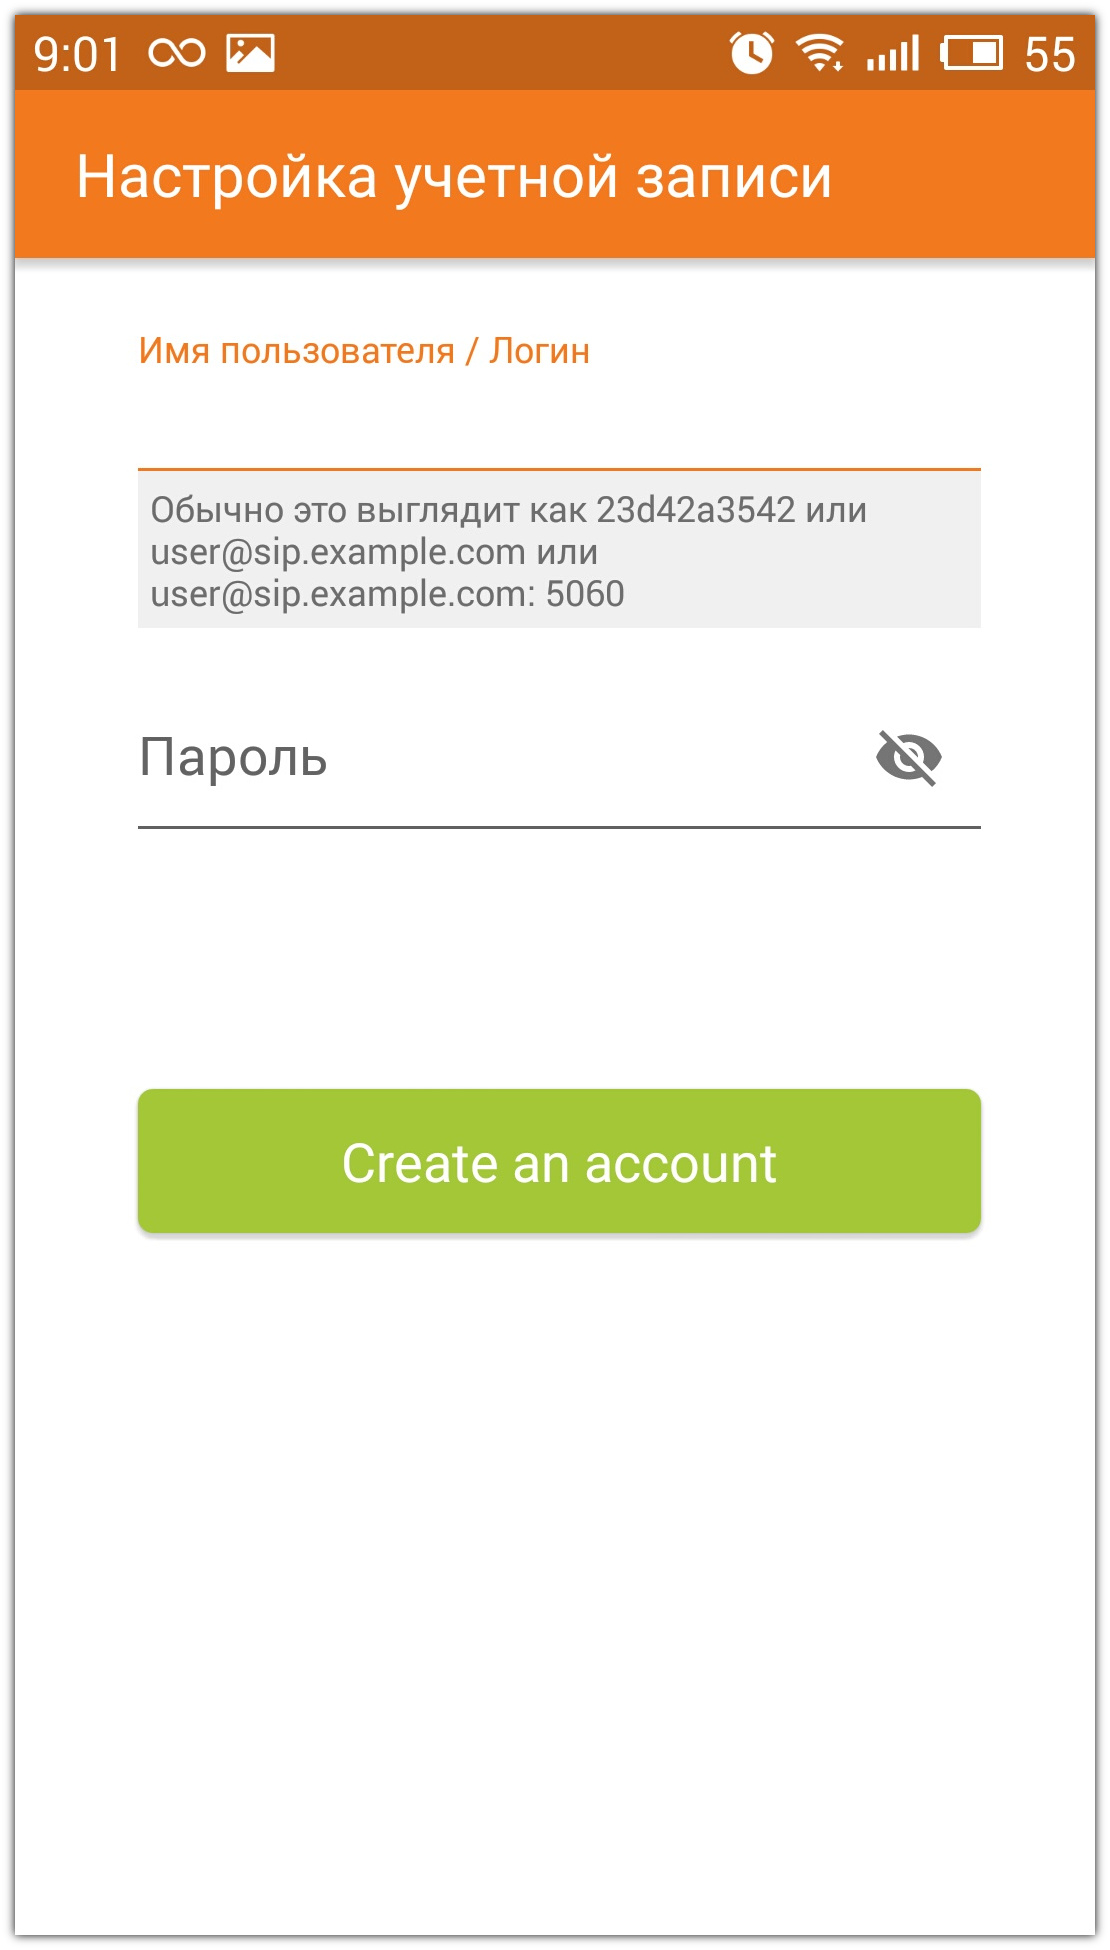 9:01 55
Настройка учетной записи
Имя пользователя / Логин
Обычно это выглядит как 23d42a3542 или
user@sip.example.com или
user@sip.example.com: 5060
Пароль
Create an account